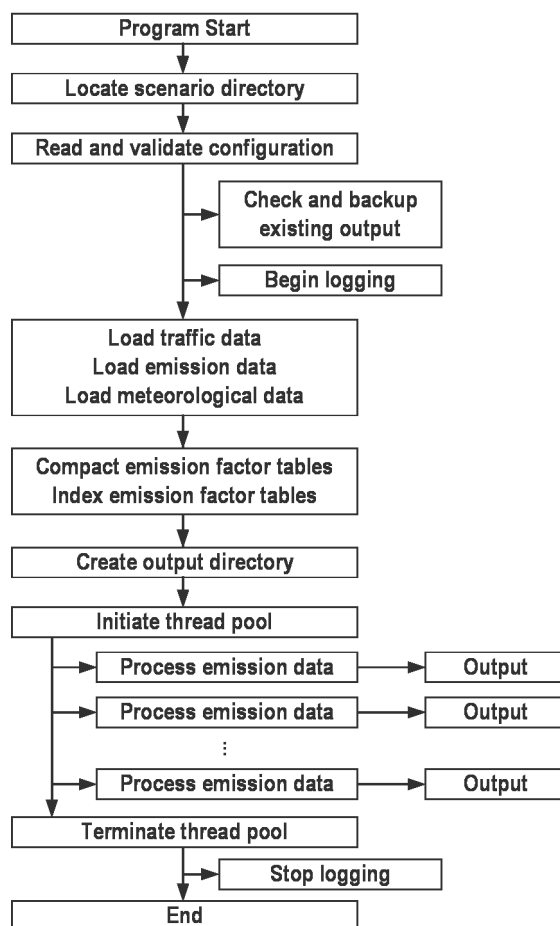 Program Start
Locate scenario directory
Read and validate configuration
Check and backup
existing output
Begin logging
Load traffic data
Load emission data
Load meteorological data
Compact emission factor tables
Index emission factor tables
Create output directory
Initiate thread pool
Process emission data
Output
Process emission data
Output
...
Process emission data
Output
Terminate thread pool
Stop logging
End